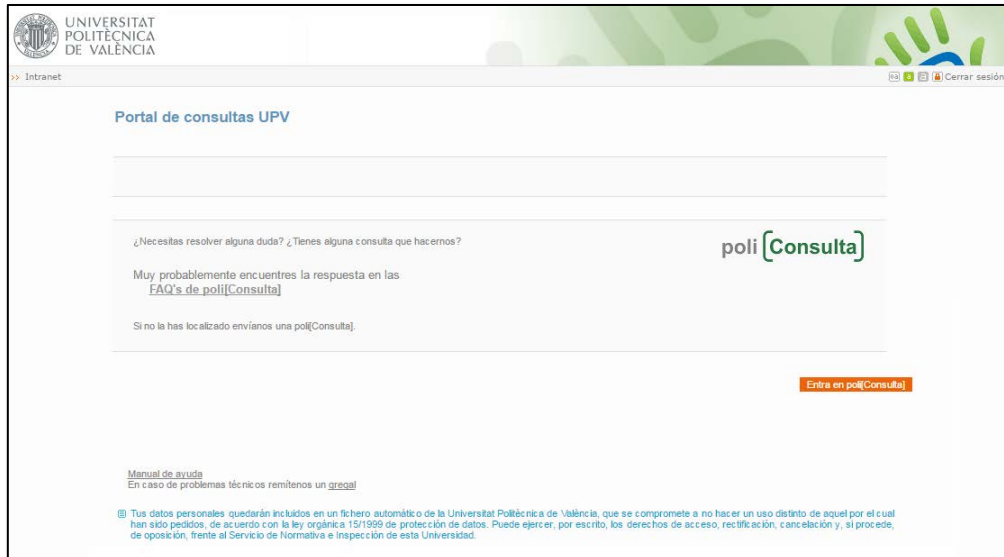 UNIVERSITAT
POLITÈCNICA
DE VALÈNCIA
>> Intranet
a a a Cerrar sesión
Portal de consultas UPV
¿Necesitas resolver alguna duda? ¿Tienes alguna consulta que hacernos?
poli[Consulta]
Muy probablemente encuentres la respuesta en las
FAQ's de poli[Consulta]
Si no la has localizado envíanos una poli[Consulta].
Entra en poli[Consulta]
Manual de ayuda
En caso de problemas técnicos remítenos un gregal
Tus datos personales quedarán incluidos en un fichero automático de la Universitat Politècnica de València, que se compromete a no hacer un uso distinto de aquel por el cual
han sido pedidos, de acuerdo con la ley orgánica 15/1999 de protección de datos. Puede ejercer, por escrito, los derechos de acceso, rectificación, cancelación y, si procede,
de oposición, frente al Servicio de Normativa e Inspección de esta Universidad.